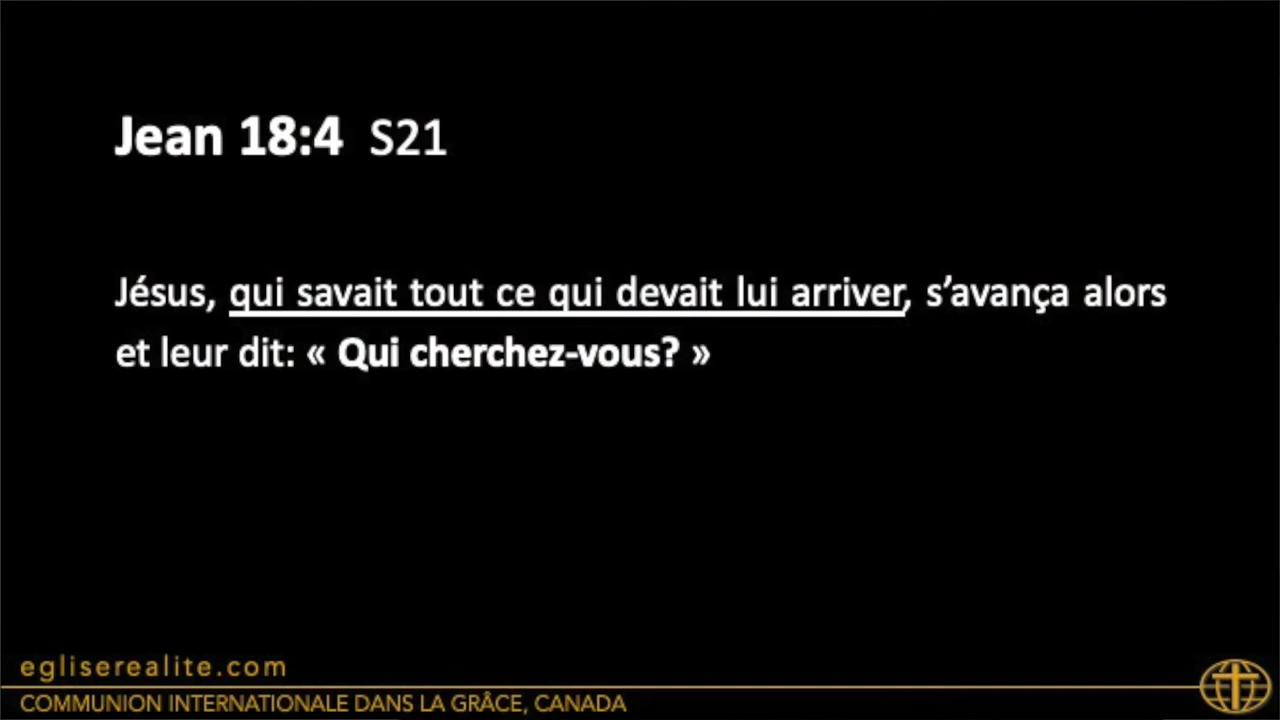 Jean 18:4 S21
Jésus, qui savait tout ce qui devait lui arriver, s’avança alors
et leur dit: « Qui cherchez-vous? »
egliserealite.com
COMMUNION INTERNATIONALE DANS LA GRÂCE, CANADA